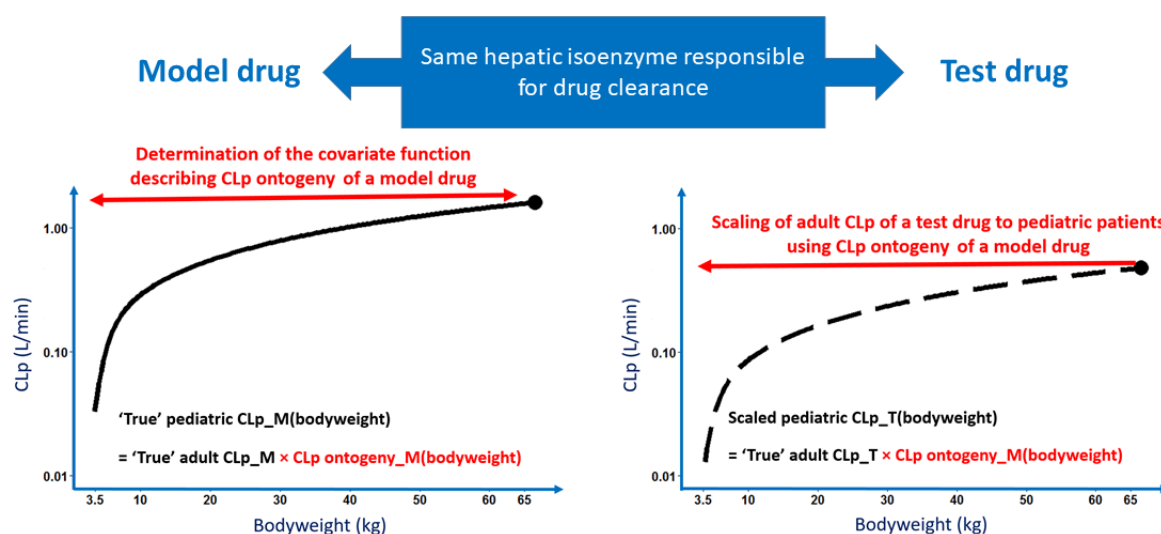 Model drug
Same hepatic isoenzyme responsible
for drug clearance
Test drug
Determination of the covariate function
describing CLp ontogeny of a model drug
CLp (L/min)
1.00
0.10
0.01
'True' pediatric CLp_M(bodyweight)
= 'True' adult CLp_M × CLp ontogeny_M(bodyweight)
3.5 10 20 30 40 50 60 65
Bodyweight (kg)
Scaling of adult CLp of a test drug to pediatric patients
using CLp ontogeny of a model drug
CLp (L/min)
1.00
0.10
0.01
Scaled pediatric CLp_T(bodyweight)
= 'True' adult CLp_T × CLp ontogeny_M(bodyweight)
3.5 10 20 30 40 50 60 65
Bodyweight (kg)